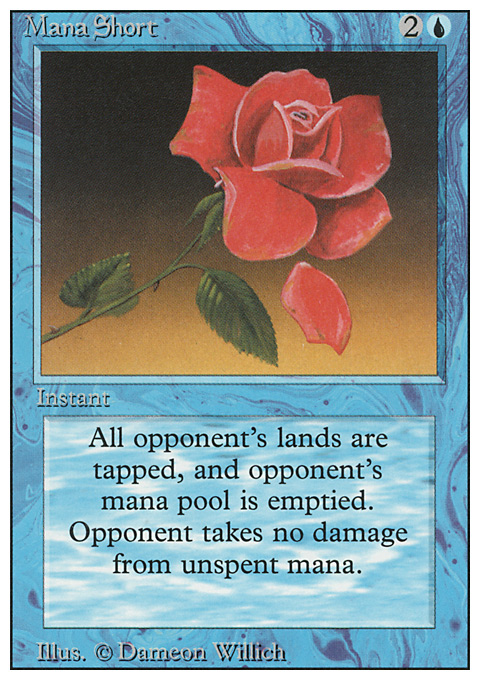 Mana Short 2
Instant
All opponent's lands are
tapped, and opponent's
mana pool is emptied.
Opponent takes no damage
from unspent mana.
Illus. © Dameon Willich